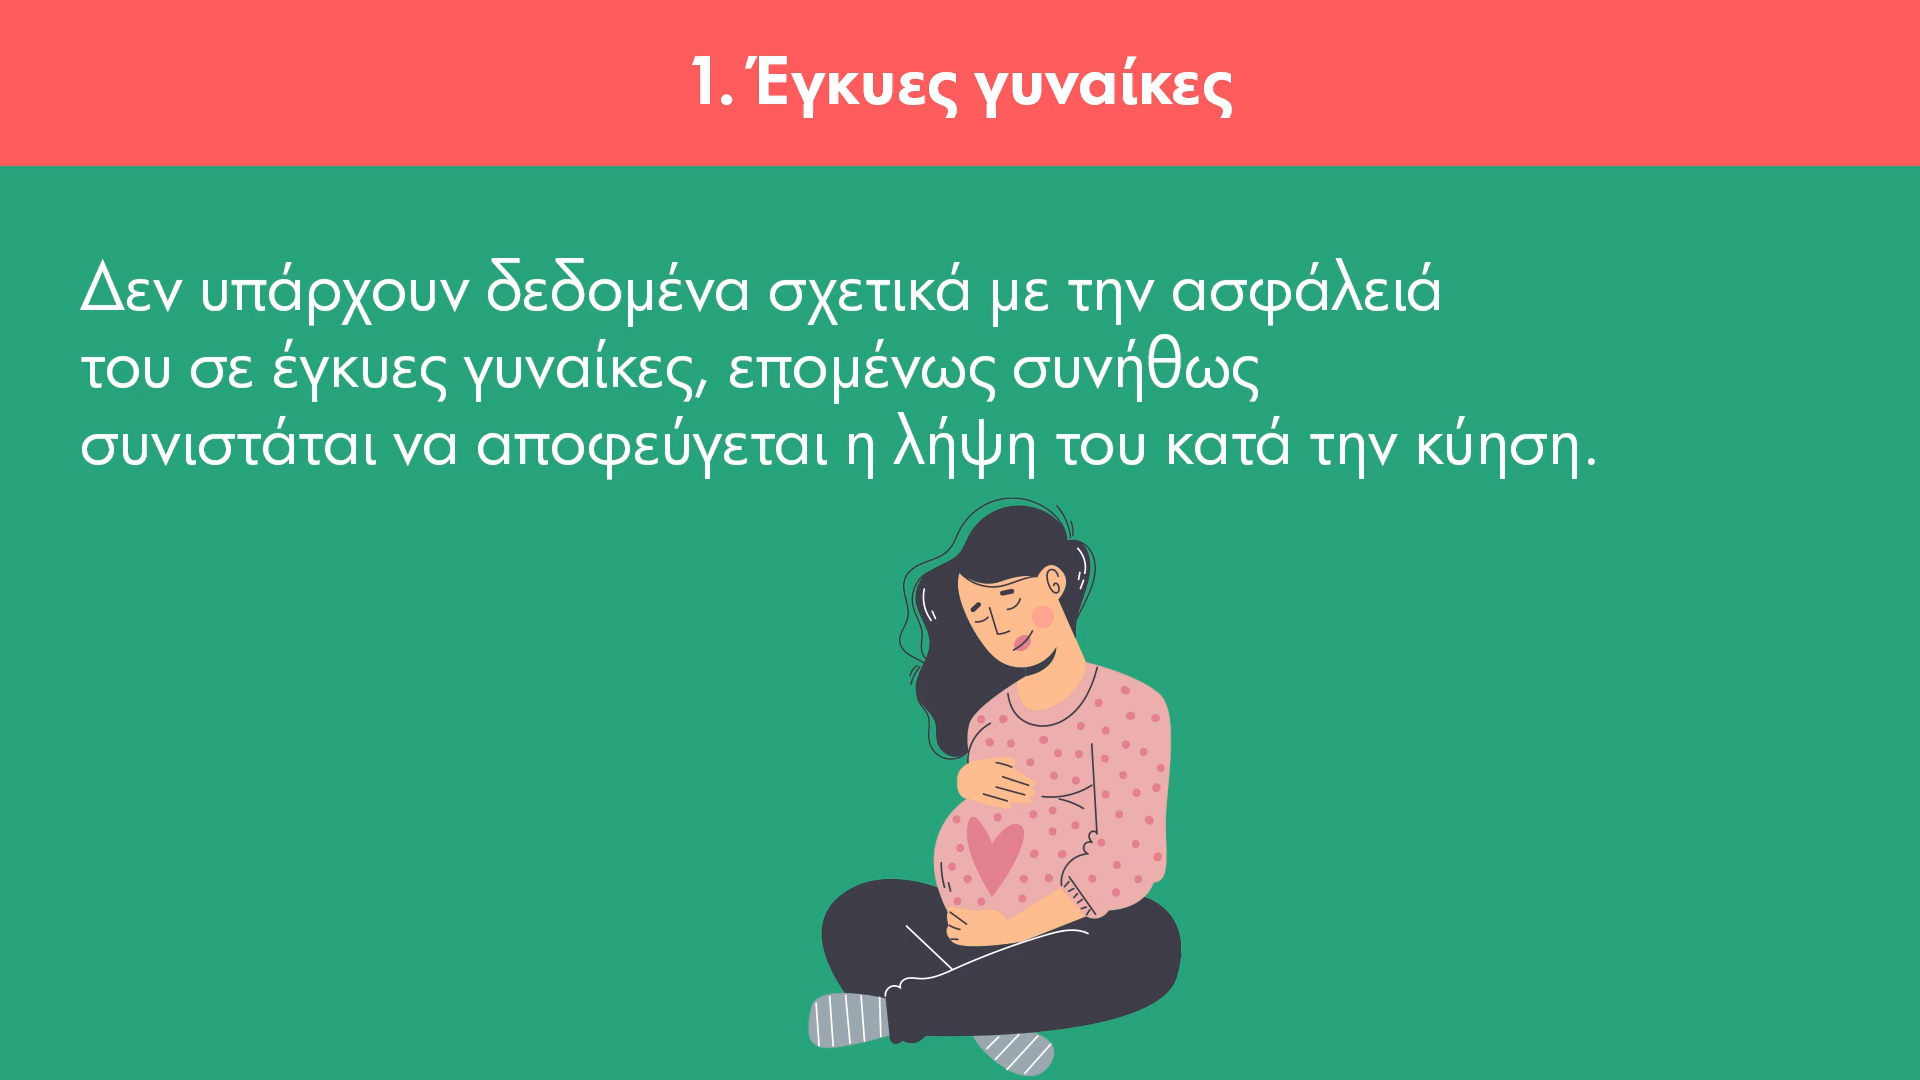 1. Έγκυες γυναίκες
Δεν υπάρχουν δεδομένα σχετικά με την ασφάλειά
του σε έγκυες γυναίκες, επομένως συνήθως
συνιστάται να αποφεύγεται η λήψη του κατά την κύηση.